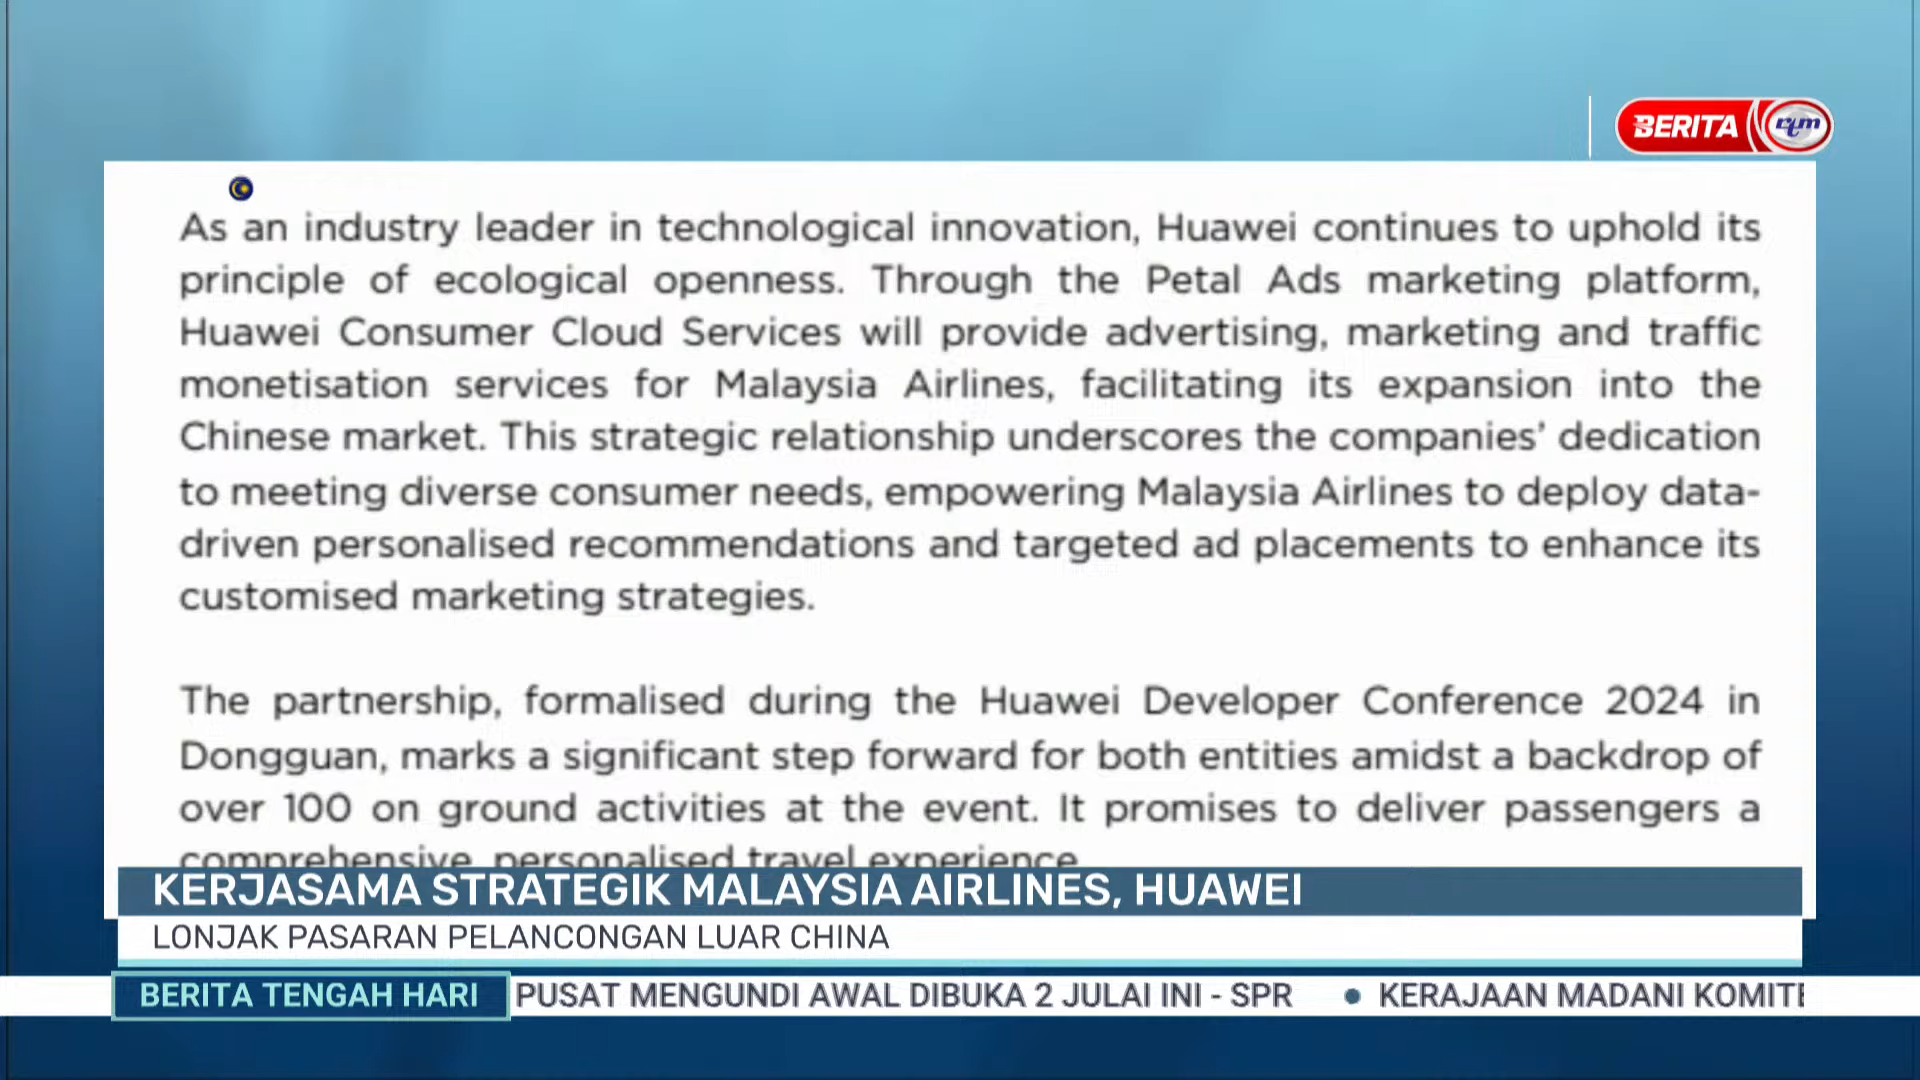 BERITA rtm
As an industry leader in technological innovation, Huawei continues to uphold its
principle of ecological openness. Through the Petal Ads marketing platform,
Huawei Consumer Cloud Services will provide advertising, marketing and traffic
monetisation services for Malaysia Airlines, facilitating its expansion into the
Chinese market. This strategic relationship underscores the companies' dedication
to meeting diverse consumer needs, empowering Malaysia Airlines to deploy data-
driven personalised recommendations and targeted ad placements to enhance its
customised marketing strategies.
The partnership, formalised during the Huawei Developer Conference 2024 in
Dongguan, marks a significant step forward for both entities amidst a backdrop of
over 100 on ground activities at the event. It promises to deliver passengers a
comprehensive, personalised travel experience.
KERJASAMA STRATEGIK MALAYSIA AIRLINES, HUAWEI
LONJAK PASARAN PELANCONGAN LUAR CHINA
BERITA TENGAH HARI PUSAT MENGUNDI AWAL DIBUKA 2 JULAI INI - SPR • KERAJAAN MADANI KOMITE